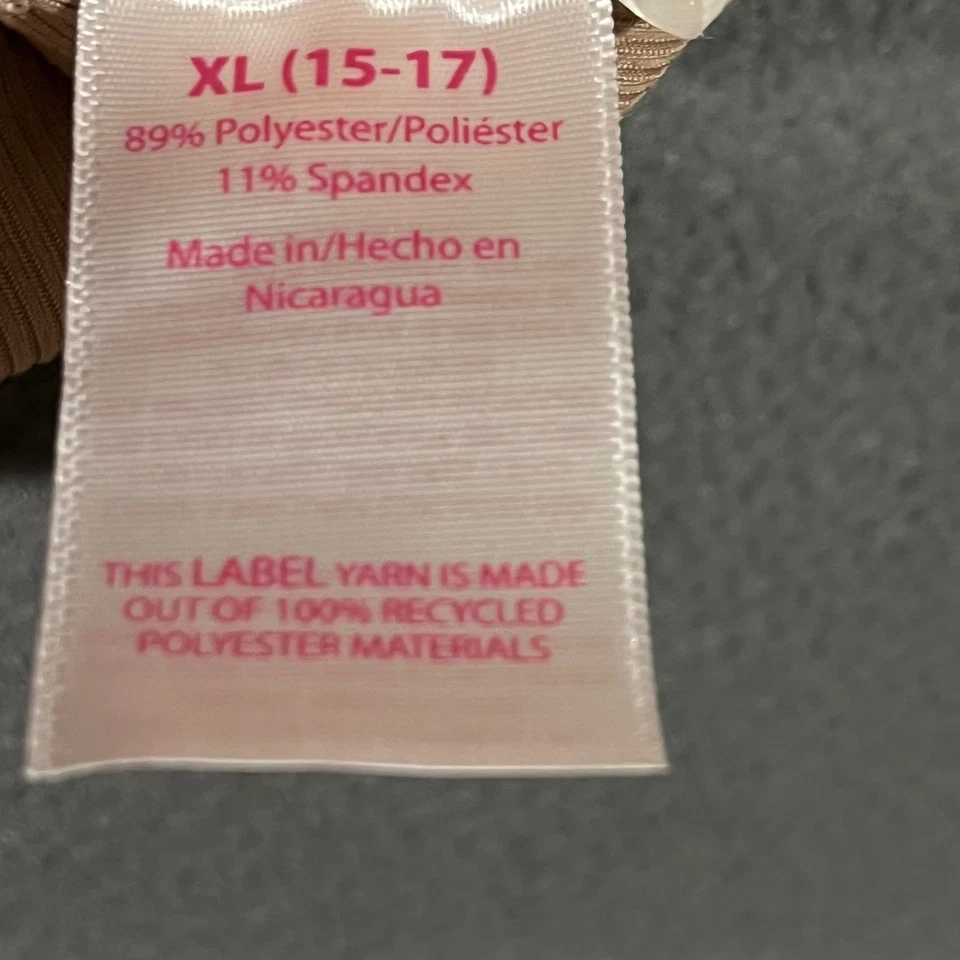 XL (15-17)
89% Polyester/Poliéster
11% Spandex
Made in/Hecho en
Nicaragua
THIS LABEL YARN IS MADE
OUT OF 100% RECYCLED
POLYESTER MATERIALS